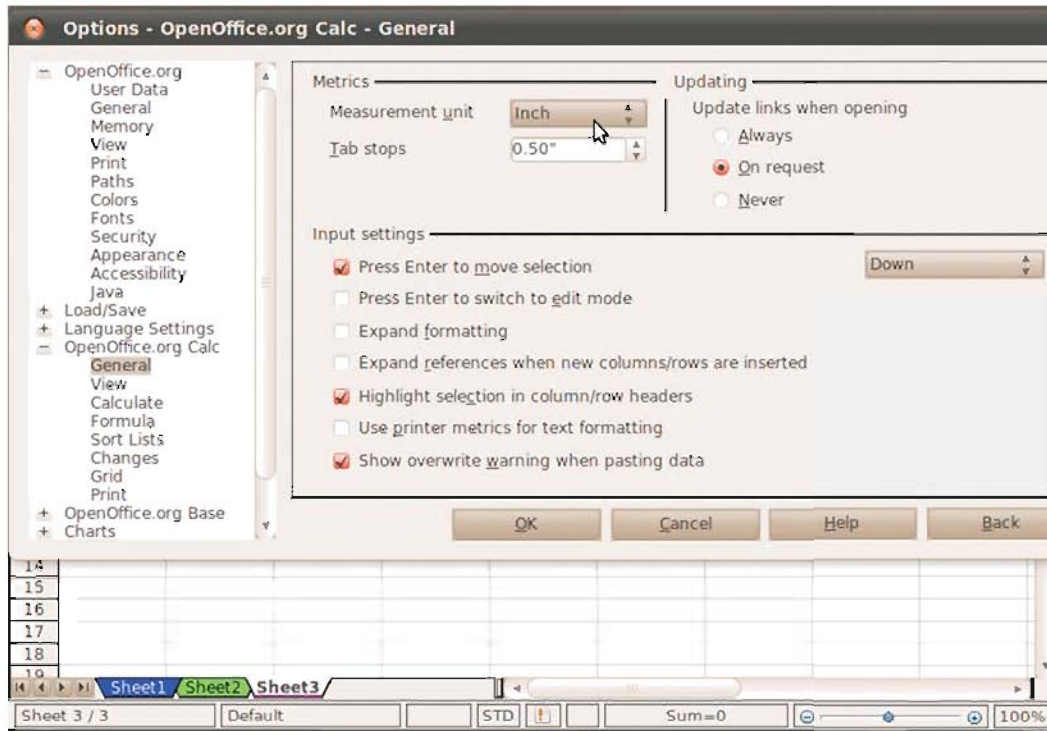 Options - OpenOffice.org Calc - General
OpenOffice.org
User Data
General
Memory
View
Print
Paths
Colors
Fonts
Security
Appearance
Accessibility
Java
Load/Save
Language Settings
OpenOffice.org Calc
General
View
Calculate
Formula
Sort Lists
Changes
Grid
Print
OpenOffice.org Base
Charts
Metrics
Measurement unit Inch
Tab stops 0.50"
Updating
Update links when opening
Always
On request
Never
Input settings
Press Enter to move selection Down
Press Enter to switch to edit mode
Expand formatting
Expand references when new columns/rows are inserted
Highlight selection in column/row headers
Use printer metrics for text formatting
Show overwrite warning when pasting data
OK Cancel Help Back
14
15
16
17
18
19
Sheet1 Sheet2 Sheet3
Sheet 3 / 3 Default STD Sum=0 100%